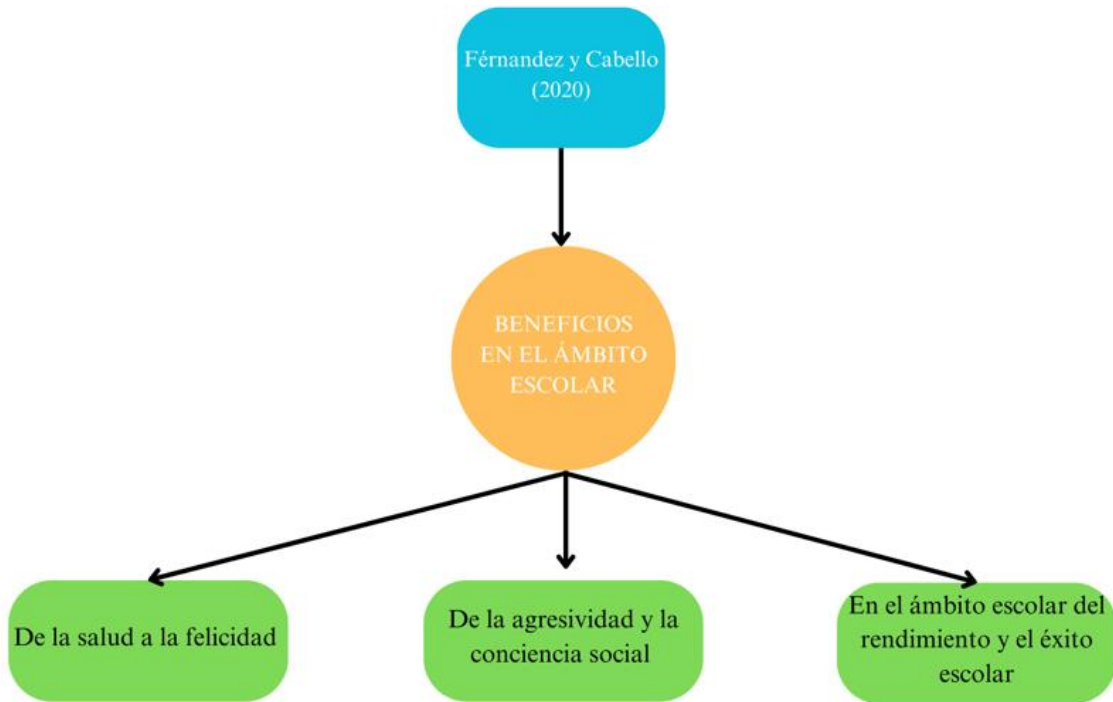 Férnandez y Cabello
(2020)
BENEFICIOS
EN EL ÁMBITO
ESCOLAR
De la salud a la felicidad
De la agresividad y la
conciencia social
En el ámbito escolar del
rendimiento y el éxito
escolar